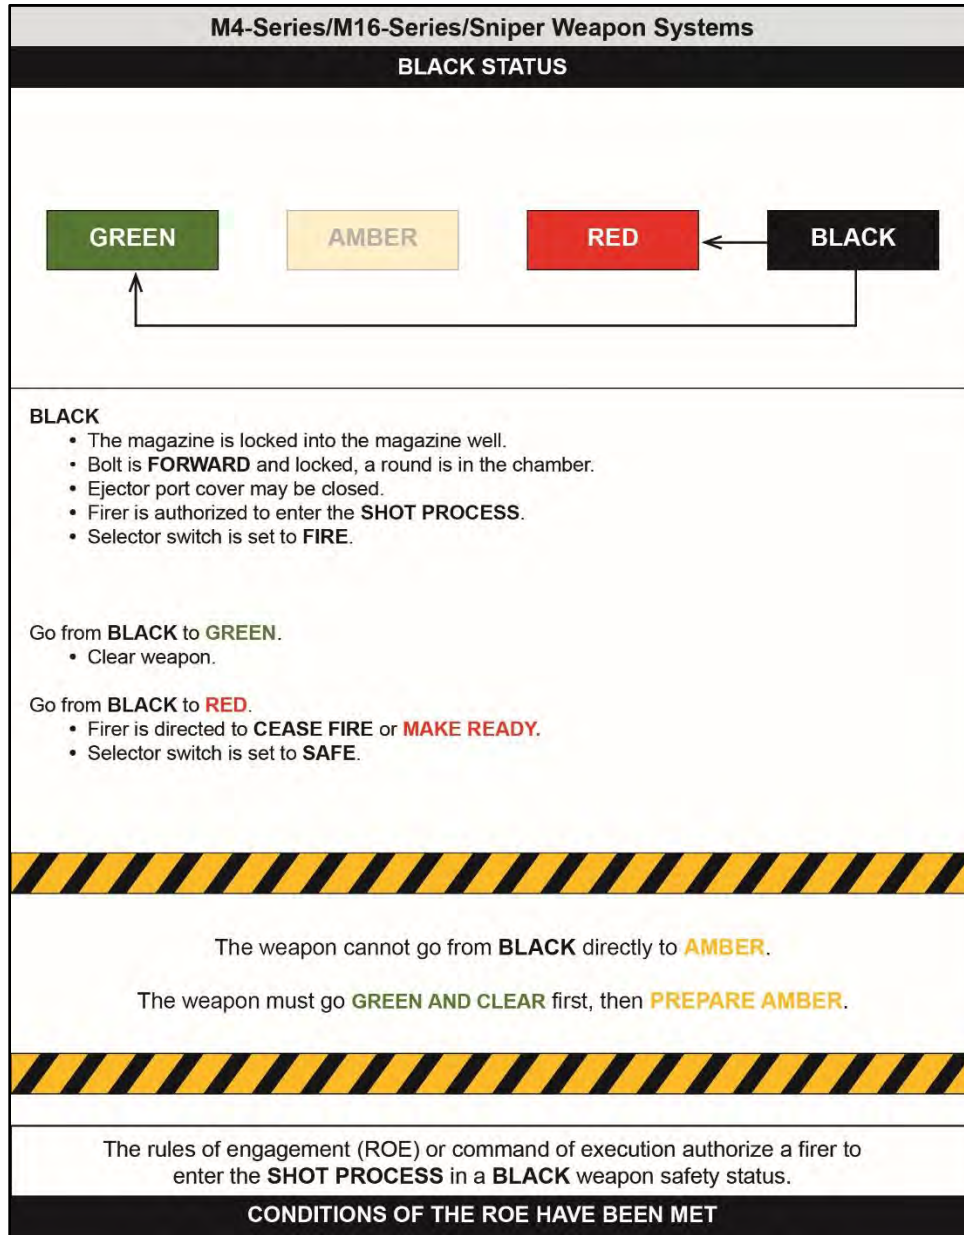 M4-Series/M16-Series/Sniper Weapon Systems
BLACK STATUS
GREEN
AMBER
RED
BLACK
BLACK
• The magazine is locked into the magazine well.
• Bolt is FORWARD and locked, a round is in the chamber.
• Ejector port cover may be closed.
• Firer is authorized to enter the SHOT PROCESS.
• Selector switch is set to FIRE.
Go from BLACK to GREEN.
• Clear weapon.
Go from BLACK to RED.
• Firer is directed to CEASE FIRE or MAKE READY.
• Selector switch is set to SAFE.
The weapon cannot go from BLACK directly to AMBER.
The weapon must go GREEN AND CLEAR first, then PREPARE AMBER.
The rules of engagement (ROE) or command of execution authorize a firer to
enter the SHOT PROCESS in a BLACK weapon safety status.
CONDITIONS OF THE ROE HAVE BEEN MET